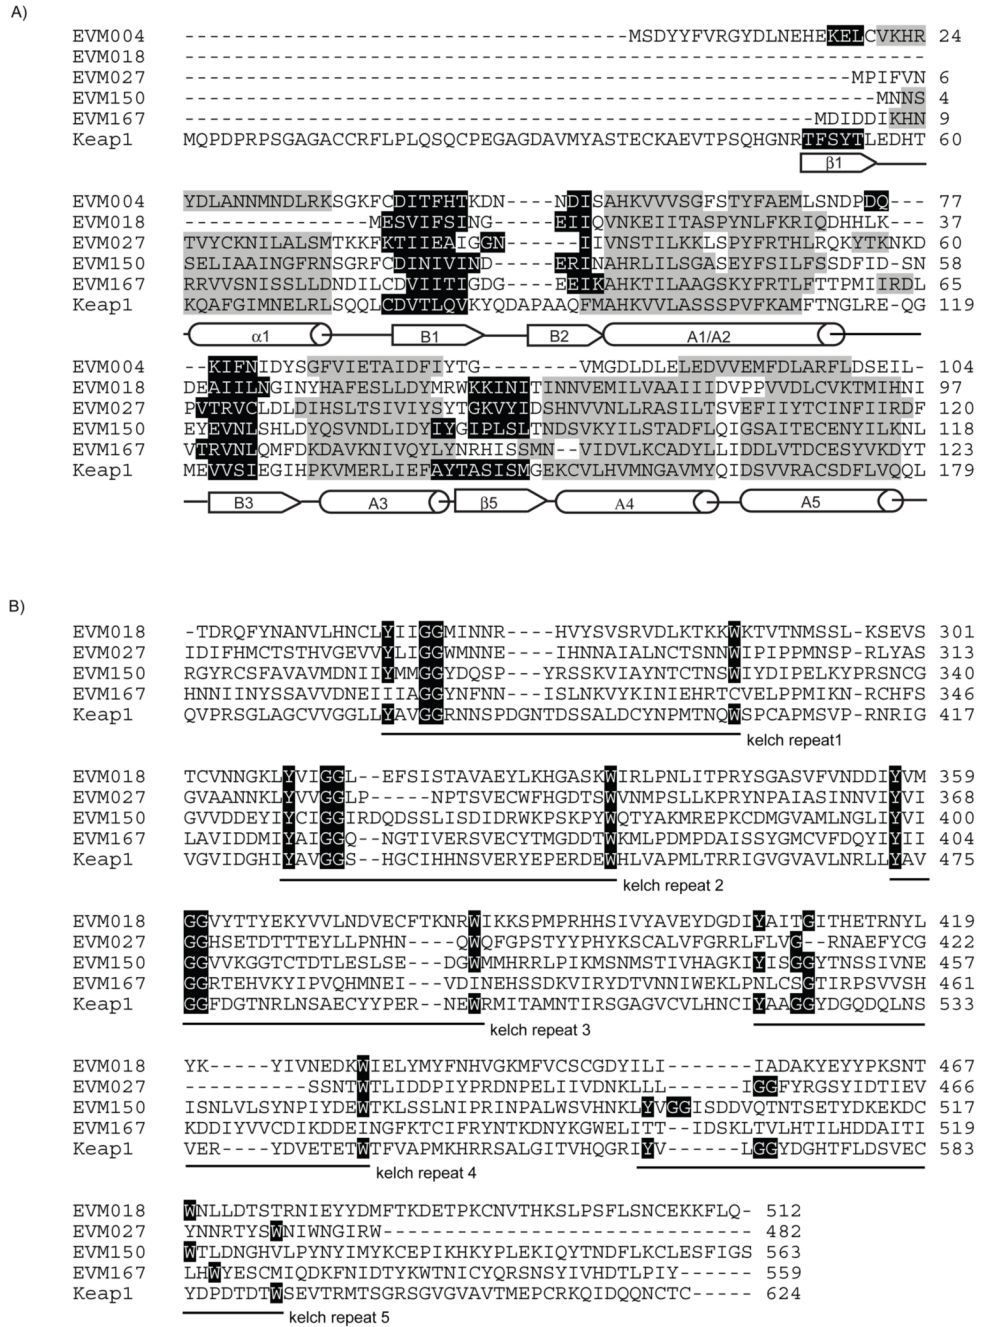 A)
EVM004 ------------------------------------MSDYYFVRGYDLNEHEKELCVKHR 24
EVM018 ------------------------------------------------------------
EVM027 ------------------------------------------------------MPIFVN 6
EVM150 --------------------------------------------------------MNNS 4
EVM167 ---------------------------------------------------MDIDDIKHN 9
Keap1 MQPDPRPSGAGACCRFLPLQSQCPEGAGDAVMYASTECKAEVTPSQHGNRTFSYTLEDHT 60
β1
EVM004 YDLANNMNDLRKSGKFCDITFHTKDN----NDISAHKVVVSGFSTYFAEMLSNDPDQ 77
EVM018 ---------------MESVIFSING-----EIIQVNKEIITASPYNLFKRIQDHHLK--- 37
EVM027 TVYCKNILALSMTKKFKTIIEAIGGN------IIVNSTILKKLSPYFRTHLRQKYTKNKD 60
EVM150 SELIAAINGFRNSGRFCDINIVIND-----ERINAHRLILSGASEYFSILFSSDFID-SN 58
EVM167 RRVVSNISSLLDNDILCDVIITIGDG----EEIKAHKTILAAGSKYFRTLFTTPMIIRDL 65
Keap1 KQAFGIMNELRLSQQLCDVTLQVKYQDAPAAQFMAHKVVLASSSPVFKAMFTNGLRE-QG 119
α1 B1 B2 A1/A2
EVM004 --KIFNIDYSGFVIETAIDFIYTG--------VMGDLDLELEDVVEMFDLARFLDSEIL- 104
EVM018 DEAIILNGINYHAFESLLDYMRWKKINITINNVEMILVAAIIIDVPPVVDLCVKTMIHNI 97
EVM027 PVTRVCLDLDIHSLTSIVIYSYTGKVYIDSHNVVNLLRASILTSVEFIIYTCINFIIRDF 120
EVM150 EYEVNLSHLDYQSVNDLIDYIYGIPLSLTNDSVKYILSTADFLQIGSAITECENYILKNL 118
EVM167 VTRVNLQMFDKDAVKNIVQYLYNRHISSMN--VIDVLKCADYLLIDDLVTDCESYVKDYT 123
Keap1 MEVVSIEGIHPKVMERLIEFAYTASISMGEKCVLHVMNGAVMYLQIDSVVRACSDFLVQQL 179
B3 A3 β5 A4 A5
B)
EVM018 -TDRQFYNANVLHNCLYIIGGMINNR----HVYSVSRVDLKTKKWKTVTNMSSL-KSEVS 301
EVM027 IDIFHMCTSTHVGEVVYLIGGWMNNE----IHNNAIALNCTSNNWIPIPPMNSP-RLYAS 313
EVM150 RGYRCSFAVAVMDNIIYMMGGYDQSP----YRSSKVIAYNTCTNSWIYDIPELKYPRSNCG 340
EVM167 HNNIINYSSAVVDNEIIIAGGYNFNN----ISLNKVYKINIEHRTCVELPPMIKN-RCHFS 346
Keap1 QVPRSGLAGCVVGGLLYAVGGRNNSPDGNTDSSALDCYNPMTNQWSPCAPMSVP-RNRIG 417
kelch repeat1
EVM018 TCVNNGKLYVIGGL--EFSISTAVAEYLKHGASKWIRLPNLITPRYSGASVFVNDDIYVM 359
EVM027 GVAANNKLYVVGGLP-----NPTSVECWFHGDTSWVNMPSLLKPRYNPAIASINNVIYVI 368
EVM150 GVVDDEYIYCIGGIRDQDSSLISDIDRWKPSKPYWQTYAKMREPKCDMGVAMLNGLIYVI 400
EVM167 LAVIDDMIYAIGGQ--NGTIVERSVECYTMGDDTWKMLPDMPDAISSYGMCVFDQYIYII 404
Keap1 VGVIDGHIYAVGGS--HGCIHHNSVERYEPERDEWHLVAPMLTRRIGVGVAVLNRLLYAV 475
kelch repeat 2
EVM018 GGVYTTYEKYVVLNDVECFTKNRWIKKSPMPRHHSIVYAVEYDGDIYAITGITHETRNYL 419
EVM027 GGHSETDTTTEYLLPNHN----QWQFGPSTYYPHYKSCALVFGRRLFLVG--RNAEFYCG 422
EVM150 GGVVKGGTCTDTLESLSE----DGWMMHRRLPIKMSNMSTIVHAGKIYISGGYTNSSIVNE 457
EVM167 GGRTEHVKYIPVQHMNEI----VDINEHSSDKVIRYDTVNNIWEKLPNLCSGTIRPSVVSH 461
Keap1 GGFDGTNRLNSAECYYPER--NEWRMITAMNTIRSGAGVCVLHNCIYAAGGYDGQDQLNS 533
kelch repeat 3
EVM018 YK-----YIVNEDKWIELYMYFNHVGKMFVCSCGDYILI-------IADAKYEYYPKSNT 467
EVM027 ----------SSNTWTLIDDPIYPRDNPELIIVDNKLLL-------IGGFYRGSYIDTIEV 466
EVM150 ISNLVLSYNPIYDEWTKLSSLNIPRINPALWSVHNKLYVGGISDDVQTNTSETYDKEKDC 517
EVM167 KDDIYVVCDIKDDEINGFKTCIFRYNTKDNYKGWELITT---IDSKLTVLHTILHDDAITI 519
Keap1 VER----YDVETETWTFVAPMKHRRSALGITVHQGRIYV------LGGYDGHTFLDSVEC 583
kelch repeat 4
EVM018 WNLLDTSTRNIEYYDMFTKDETPKCNVTHKSLPSFLSNCEKKFLQ- 512
EVM027 YNNRTYSWNIWNGIRW------------------------------ 482
EVM150 WTLDNGHVLPYNYIMYKCEPIKHKYPLEKIQYTNDFLKCLESFIGS 563
EVM167 LHWYESCMIQDKFNIDTYKWTNICYQRSNSYIVHDTLPIY------ 559
Keap1 YDPDTDTWSEVTRMTSGRSGVGVAVTMEPCRKQIDQQNCTC----- 624
kelch repeat 5